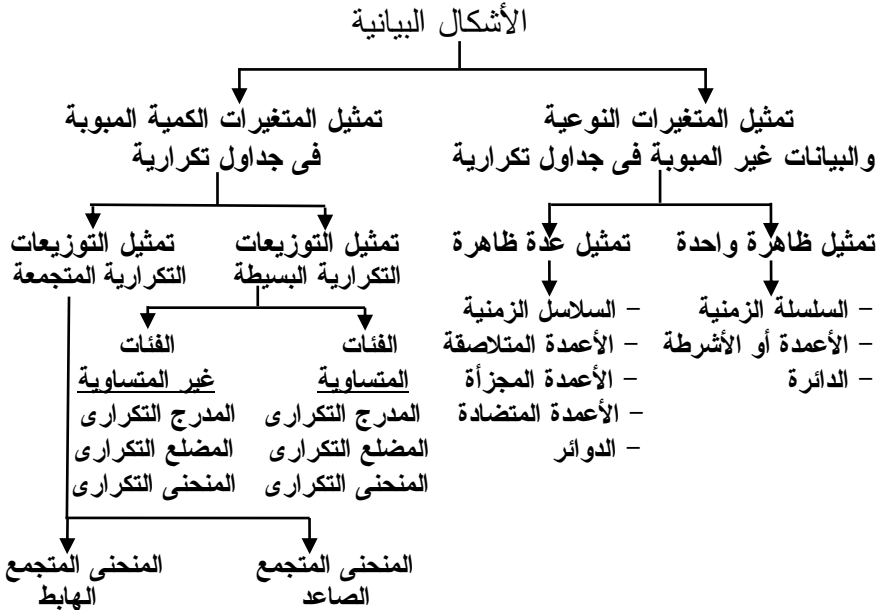 الأشكال البيانية
تمثيل المتغيرات النوعية
والبيانات غير المبوبة فى جداول تكرارية
تمثيل المتغيرات الكمية المبوبة
فى جداول تكرارية
تمثيل ظاهرة واحدة
– السلسلة الزمنية
– الأعمدة أو الأشرطة
– الدائرة
تمثيل عدة ظاهرة
– السلاسل الزمنية
– الأعمدة المتلاصقة
– الأعمدة المجزأة
– الأعمدة المتضادة
– الدوائر
تمثيل التوزيعات
التكرارية البسيطة
تمثيل التوزيعات
التكرارية المتجمعة
الفئات
المتساوية
المدرج التكرارى
المضلع التكرارى
المنحنى التكرارى
الفئات
غير المتساوية
المدرج التكرارى
المضلع التكرارى
المنحنى التكرارى
المنحنى المتجمع
الصاعد
المنحنى المتجمع
الهابط